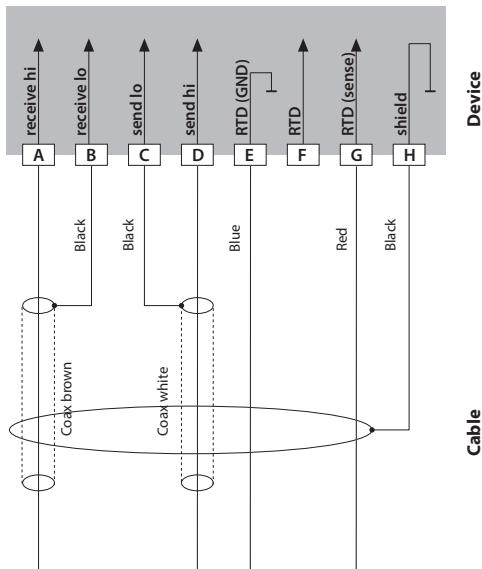 receive hi
receive lo
send lo
send hi
RTD (GND)
RTD
RTD (sense)
shield
Device
A
B
C
D
E
F
G
H
Black
Black
Blue
Red
Black
Coax brown
Coax white
Cable